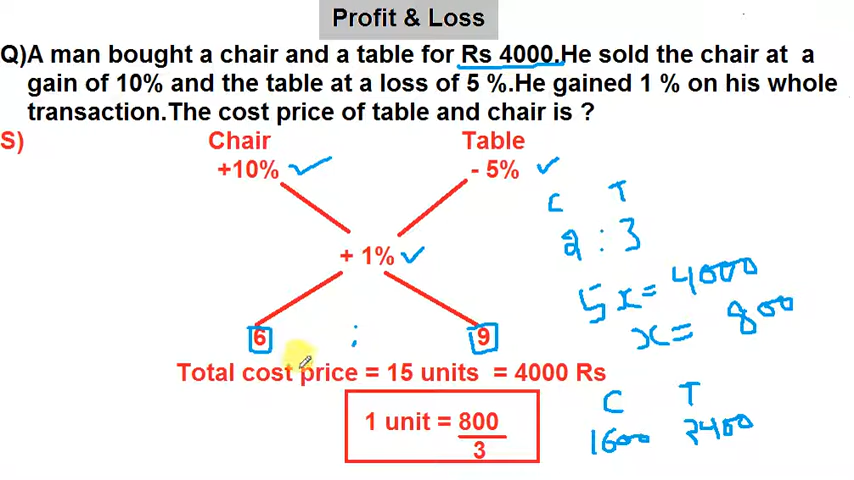 Profit & Loss
Q)A man bought a chair and a table for Rs 4000.He sold the chair at a
gain of 10% and the table at a loss of 5 %.He gained 1 % on his whole
transaction.The cost price of table and chair is ?
S) Chair Table
+10% - 5%
C T
2 : 3
+ 1%
5x = 4000
x = 800
6 : 9
Total cost price = 15 units = 4000 Rs
1 unit = 800/3
C T
1600 2400